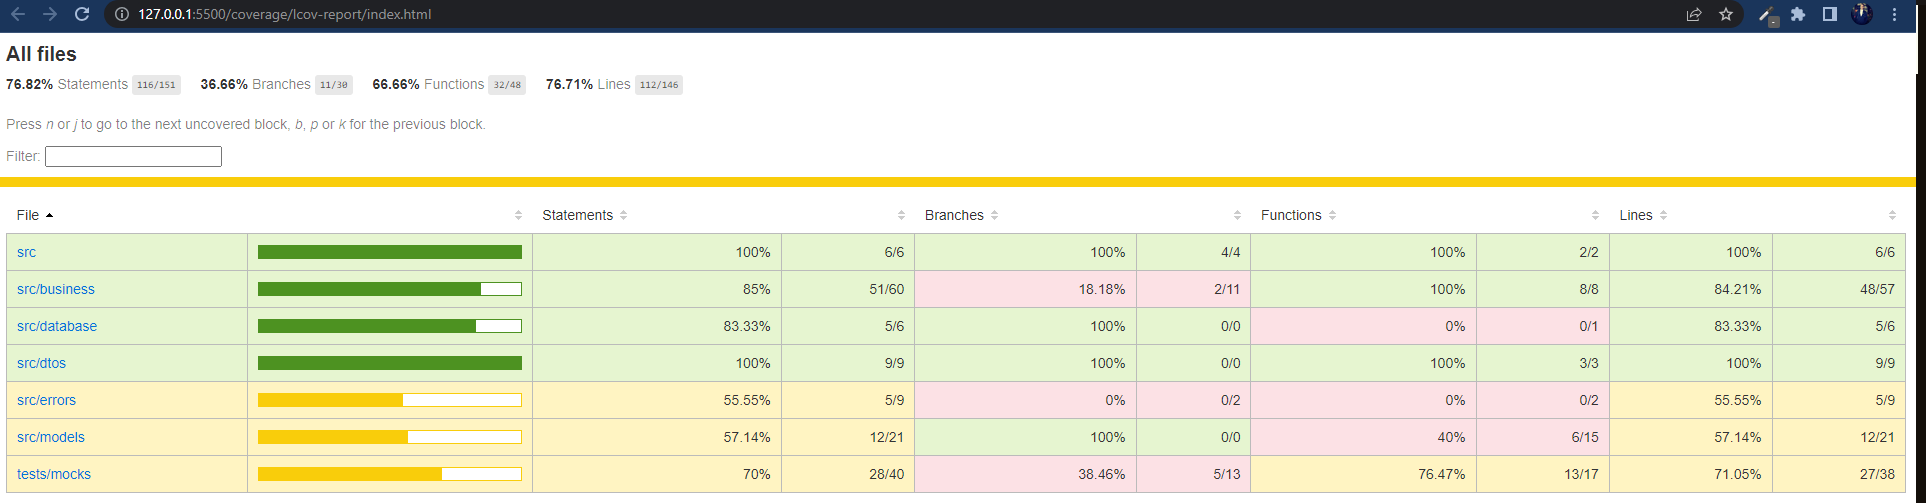 127.0.0.1:5500/coverage/lcov-report/index.html
All files
76.82% Statements 116/151 36.66% Branches 11/30 66.66% Functions 32/48 76.71% Lines 112/146
Press n or j to go to the next uncovered block, b, p or k for the previous block.
Filter:
File Statements Branches Functions Lines
src 100% 6/6 100% 4/4 100% 2/2 100% 6/6
src/business 85% 51/60 18.18% 2/11 100% 8/8 84.21% 48/57
src/database 83.33% 5/6 100% 0/0 0% 0/1 83.33% 5/6
src/dtos 100% 9/9 100% 0/0 100% 3/3 100% 9/9
src/errors 55.55% 5/9 0% 0/2 0% 0/2 55.55% 5/9
src/models 57.14% 12/21 100% 0/0 40% 6/15 57.14% 12/21
tests/mocks 70% 28/40 38.46% 5/13 76.47% 13/17 71.05% 27/38